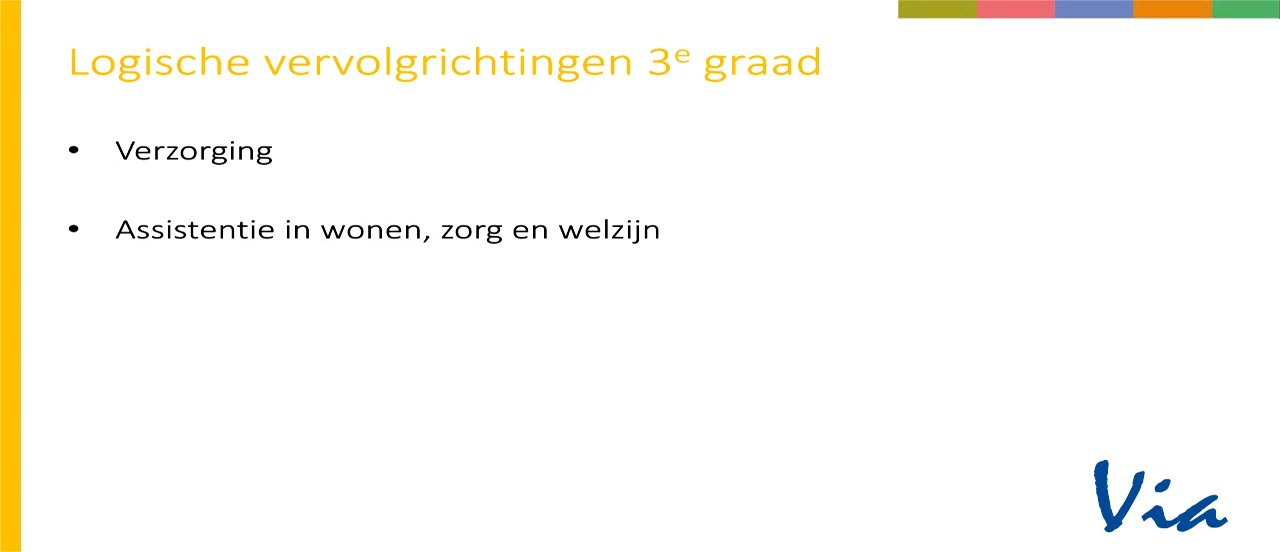 Logische vervolgrichtingen 3e graad
• Verzorging
• Assistentie in wonen, zorg en welzijn
Via